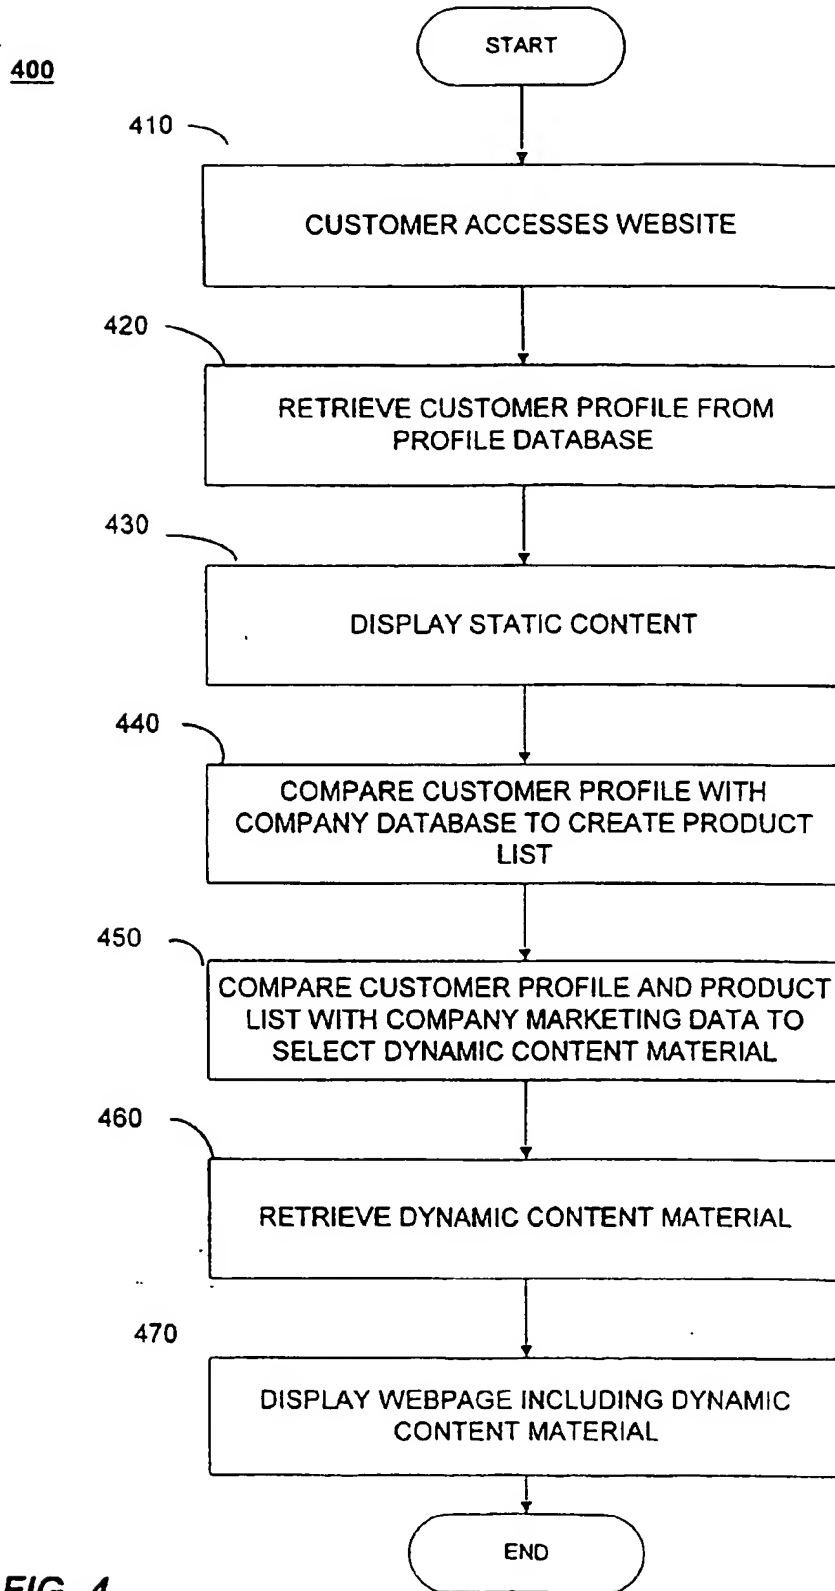 START
400
410
CUSTOMER ACCESSES WEBSITE
420
RETRIEVE CUSTOMER PROFILE FROM
PROFILE DATABASE
430
DISPLAY STATIC CONTENT
440
COMPARE CUSTOMER PROFILE WITH
COMPANY DATABASE TO CREATE PRODUCT
LIST
450
COMPARE CUSTOMER PROFILE AND PRODUCT
LIST WITH COMPANY MARKETING DATA TO
SELECT DYNAMIC CONTENT MATERIAL
460
RETRIEVE DYNAMIC CONTENT MATERIAL
470
DISPLAY WEBPAGE INCLUDING DYNAMIC
CONTENT MATERIAL
END
FIG. 4